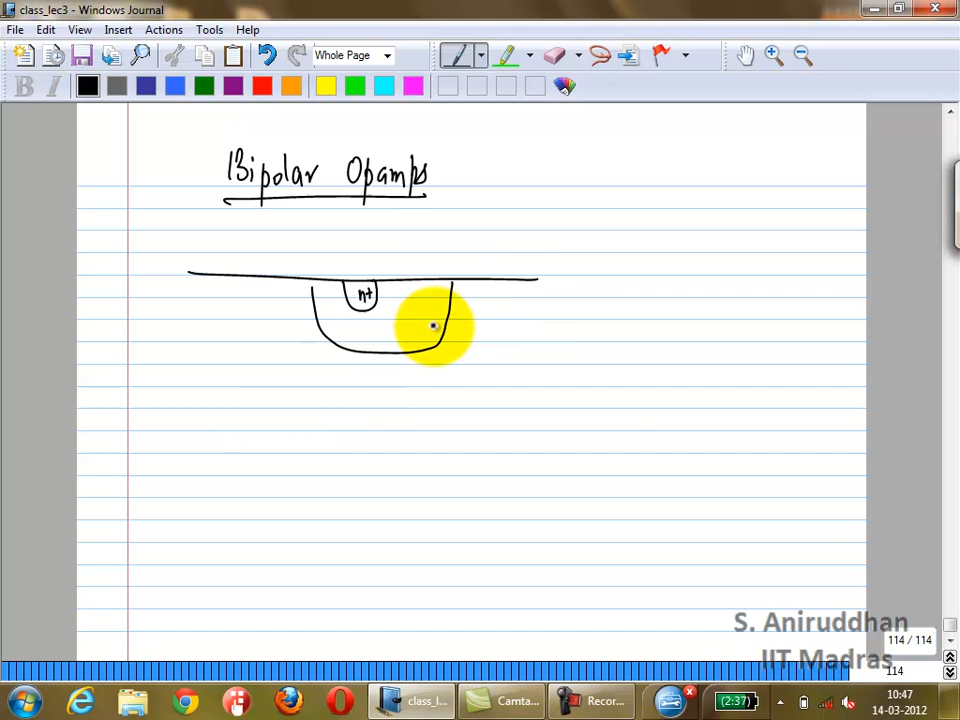 class_lec3 - Windows Journal
File Edit View Insert Actions Tools Help
Whole Page
B I
Bipolar Opamps
n+
S. Aniruddhan
IIT Madras
114 / 114
114
class_l... Camta... Recor... (2:37) 10:47
14-03-2012